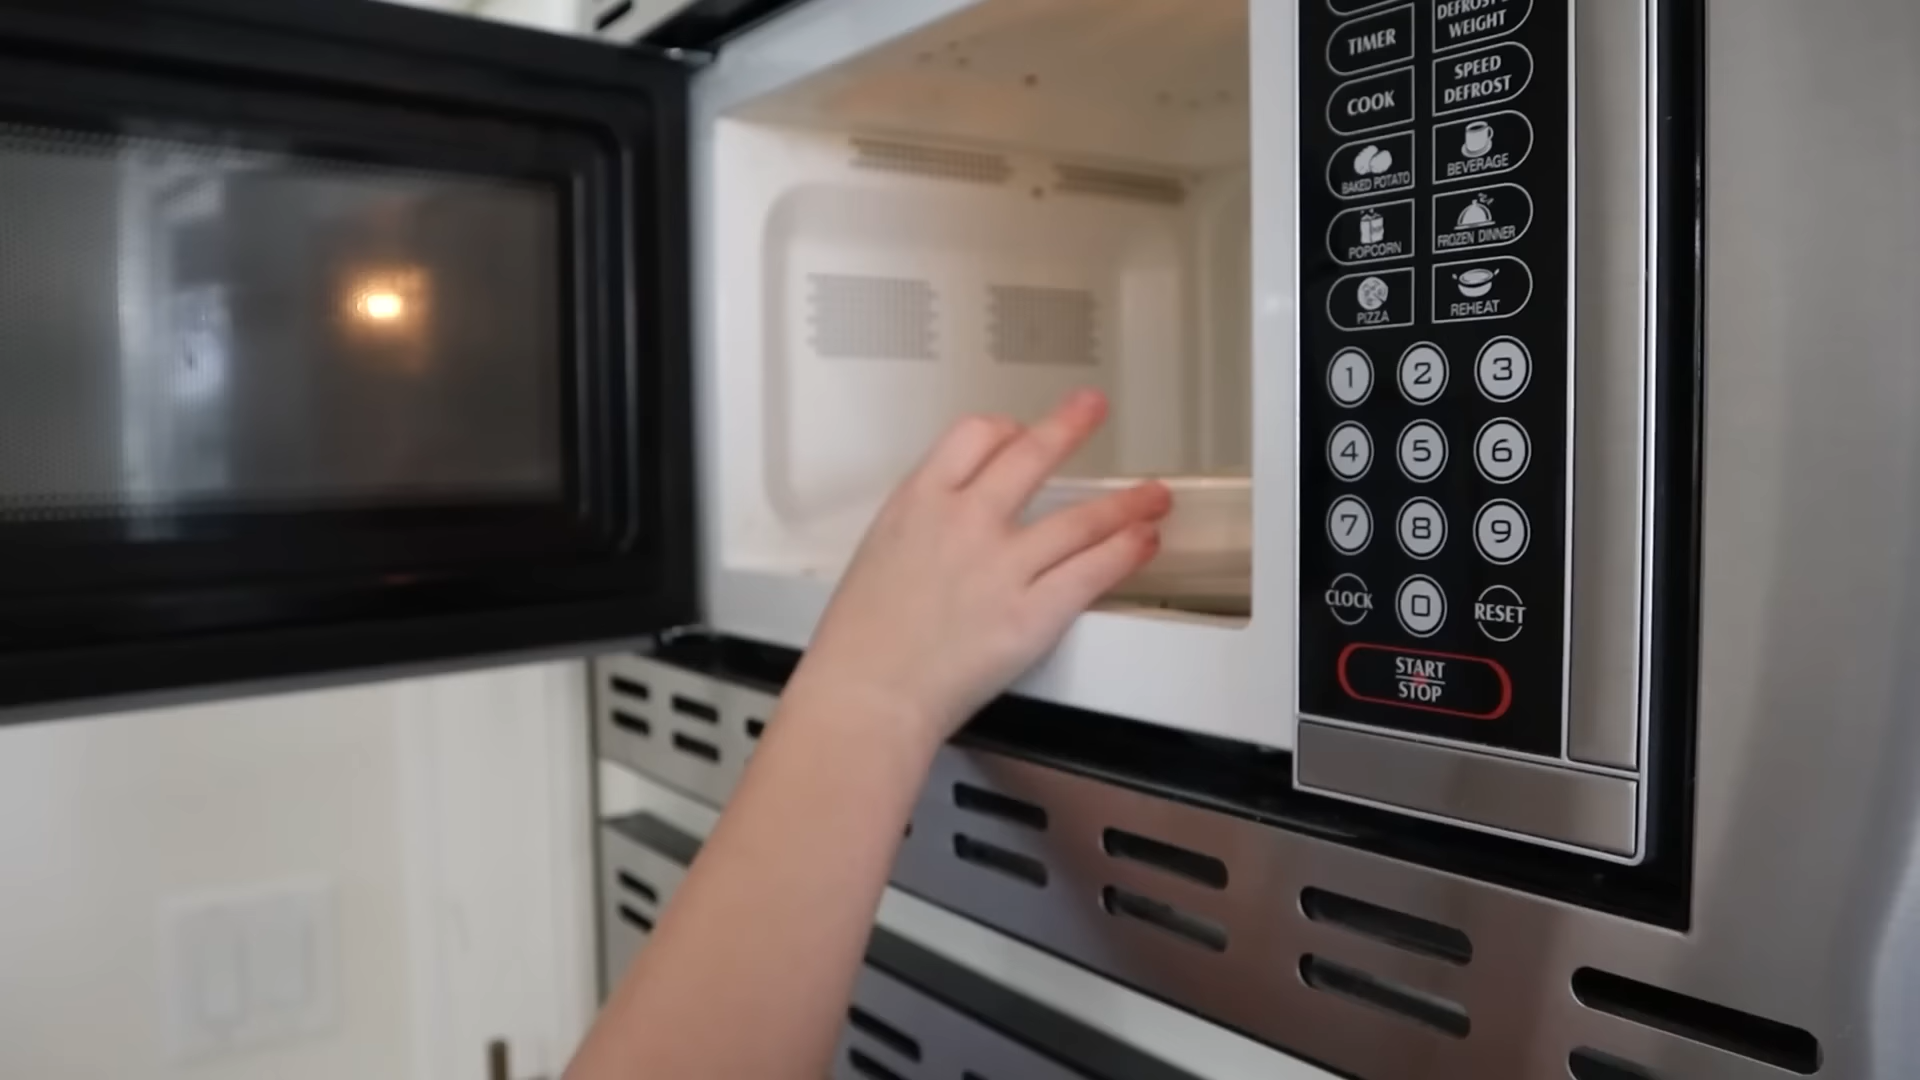 TIMER
DEFROST
WEIGHT
COOK
SPEED
DEFROST
BAKED POTATO
BEVERAGE
POPCORN
FROZEN DINNER
PIZZA
REHEAT
1 2 3
4 5 6
7 8 9
CLOCK 0 RESET
START
STOP